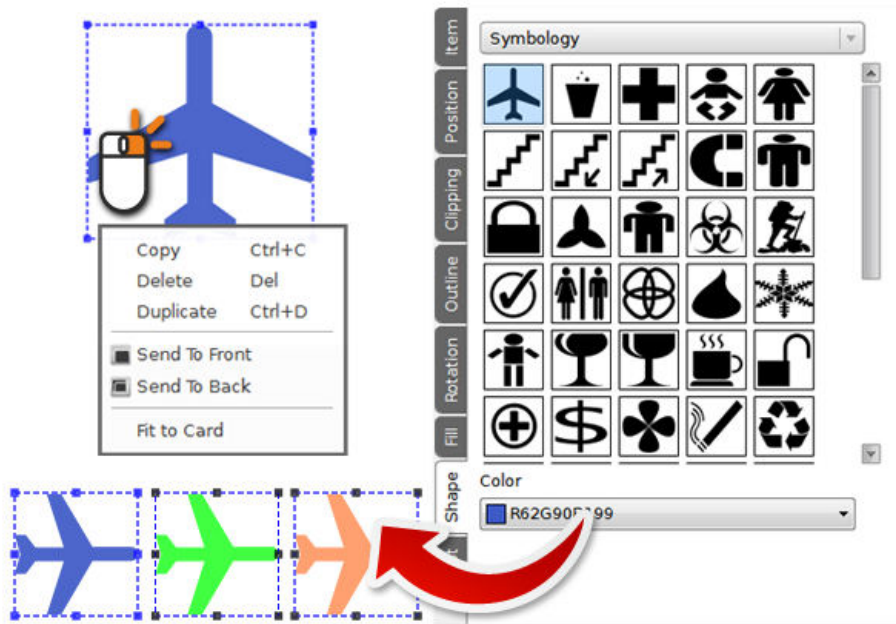 Copy Ctrl+C
Delete Del
Duplicate Ctrl+D
Send To Front
Send To Back
Fit to Card
Item
Position
Clipping
Outline
Rotation
Fill
Shape
Symbology
$
Color